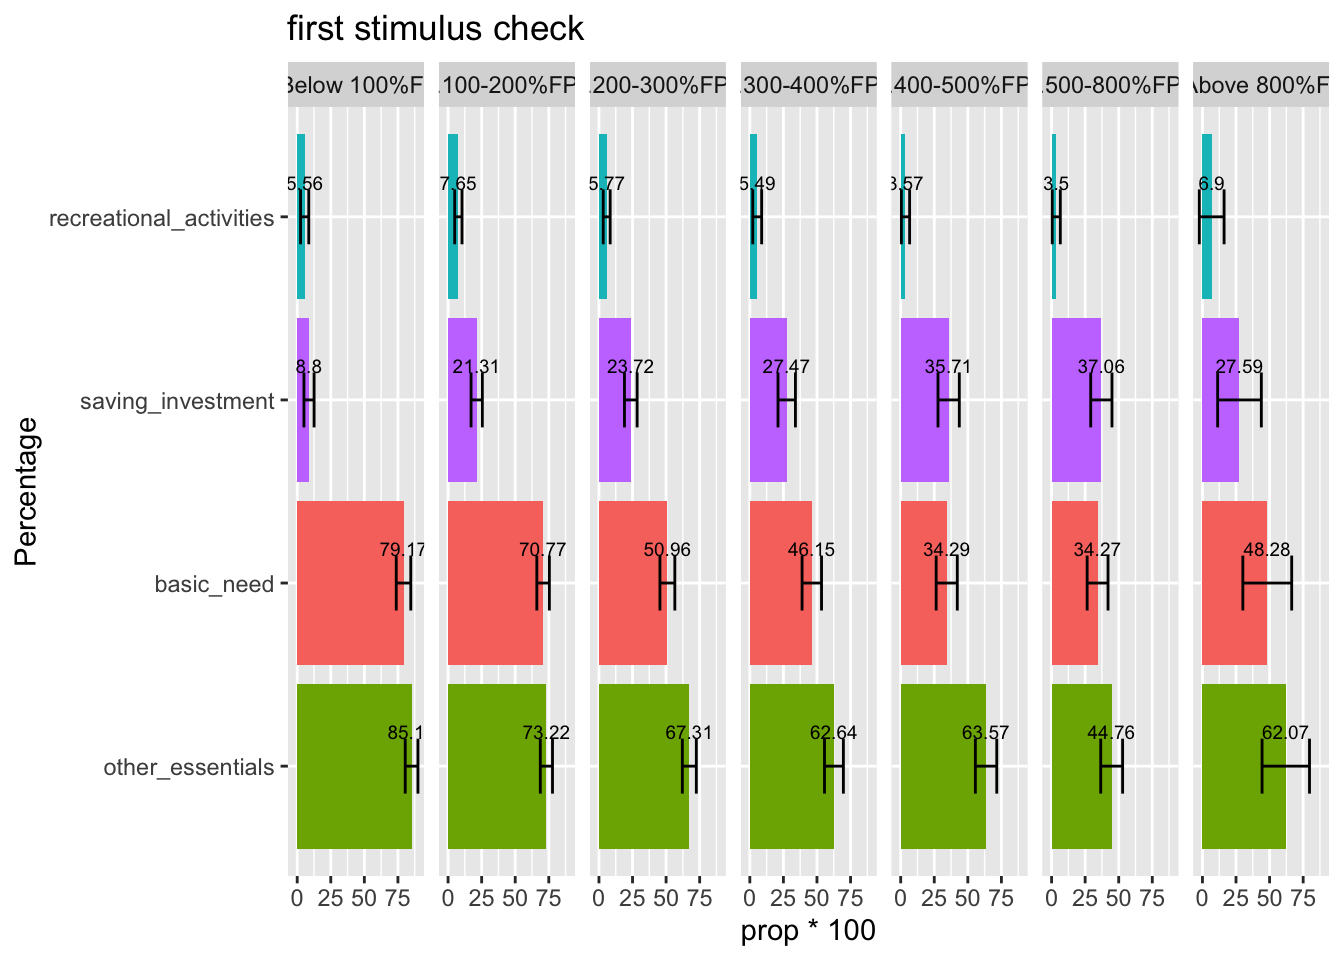 first stimulus check
Below 100%F
.100-200%FP
.200-300%FP
.300-400%FP
.400-500%FP
.500-800%FP
Above 800%F
recreational_activities
5.56 7.65 5.77 5.49 3.57 3.5 6.9
saving_investment
8.8 21.31 23.72 27.47 35.71 37.06 27.59
Percentage
basic_need
79.17 70.77 50.96 46.15 34.29 34.27 48.28
other_essentials
85.1 73.22 67.31 62.64 63.57 44.76 62.07
0 25 50 75 0 25 50 75 0 25 50 75 0 25 50 75 0 25 50 75 0 25 50 75 0 25 50 75
prop * 100